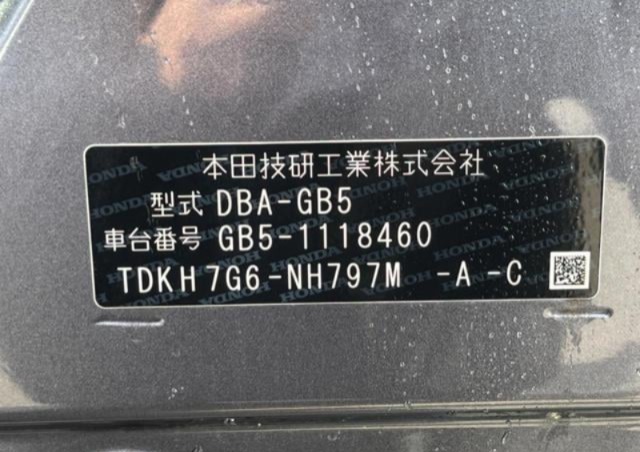 本田技研工業株式会社
型式 DBA-GB5
車台番号 GB5-1118460
TDKH7G6-NH797M -A-C